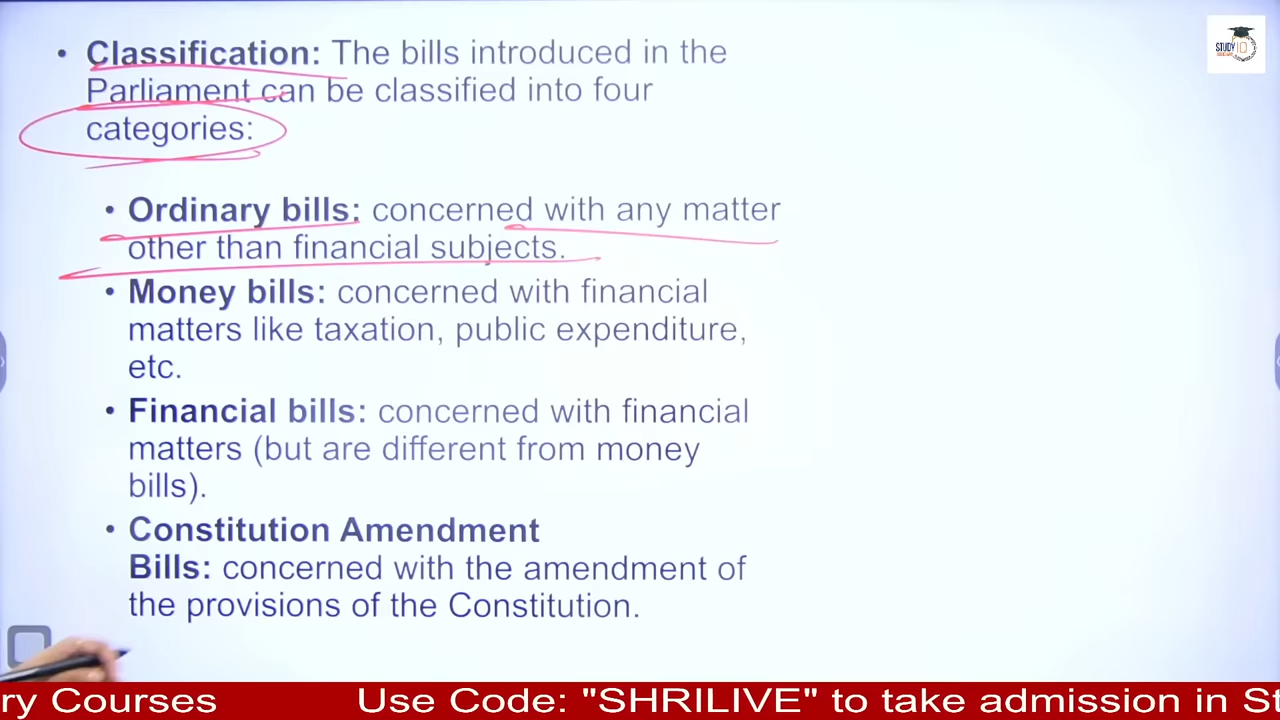 • Classification: The bills introduced in the
Parliament can be classified into four
categories:
• Ordinary bills: concerned with any matter
other than financial subjects.
• Money bills: concerned with financial
matters like taxation, public expenditure,
etc.
• Financial bills: concerned with financial
matters (but are different from money
bills).
• Constitution Amendment
Bills: concerned with the amendment of
the provisions of the Constitution.
STUDY
ry Courses Use Code: "SHRILIVE" to take admission in St